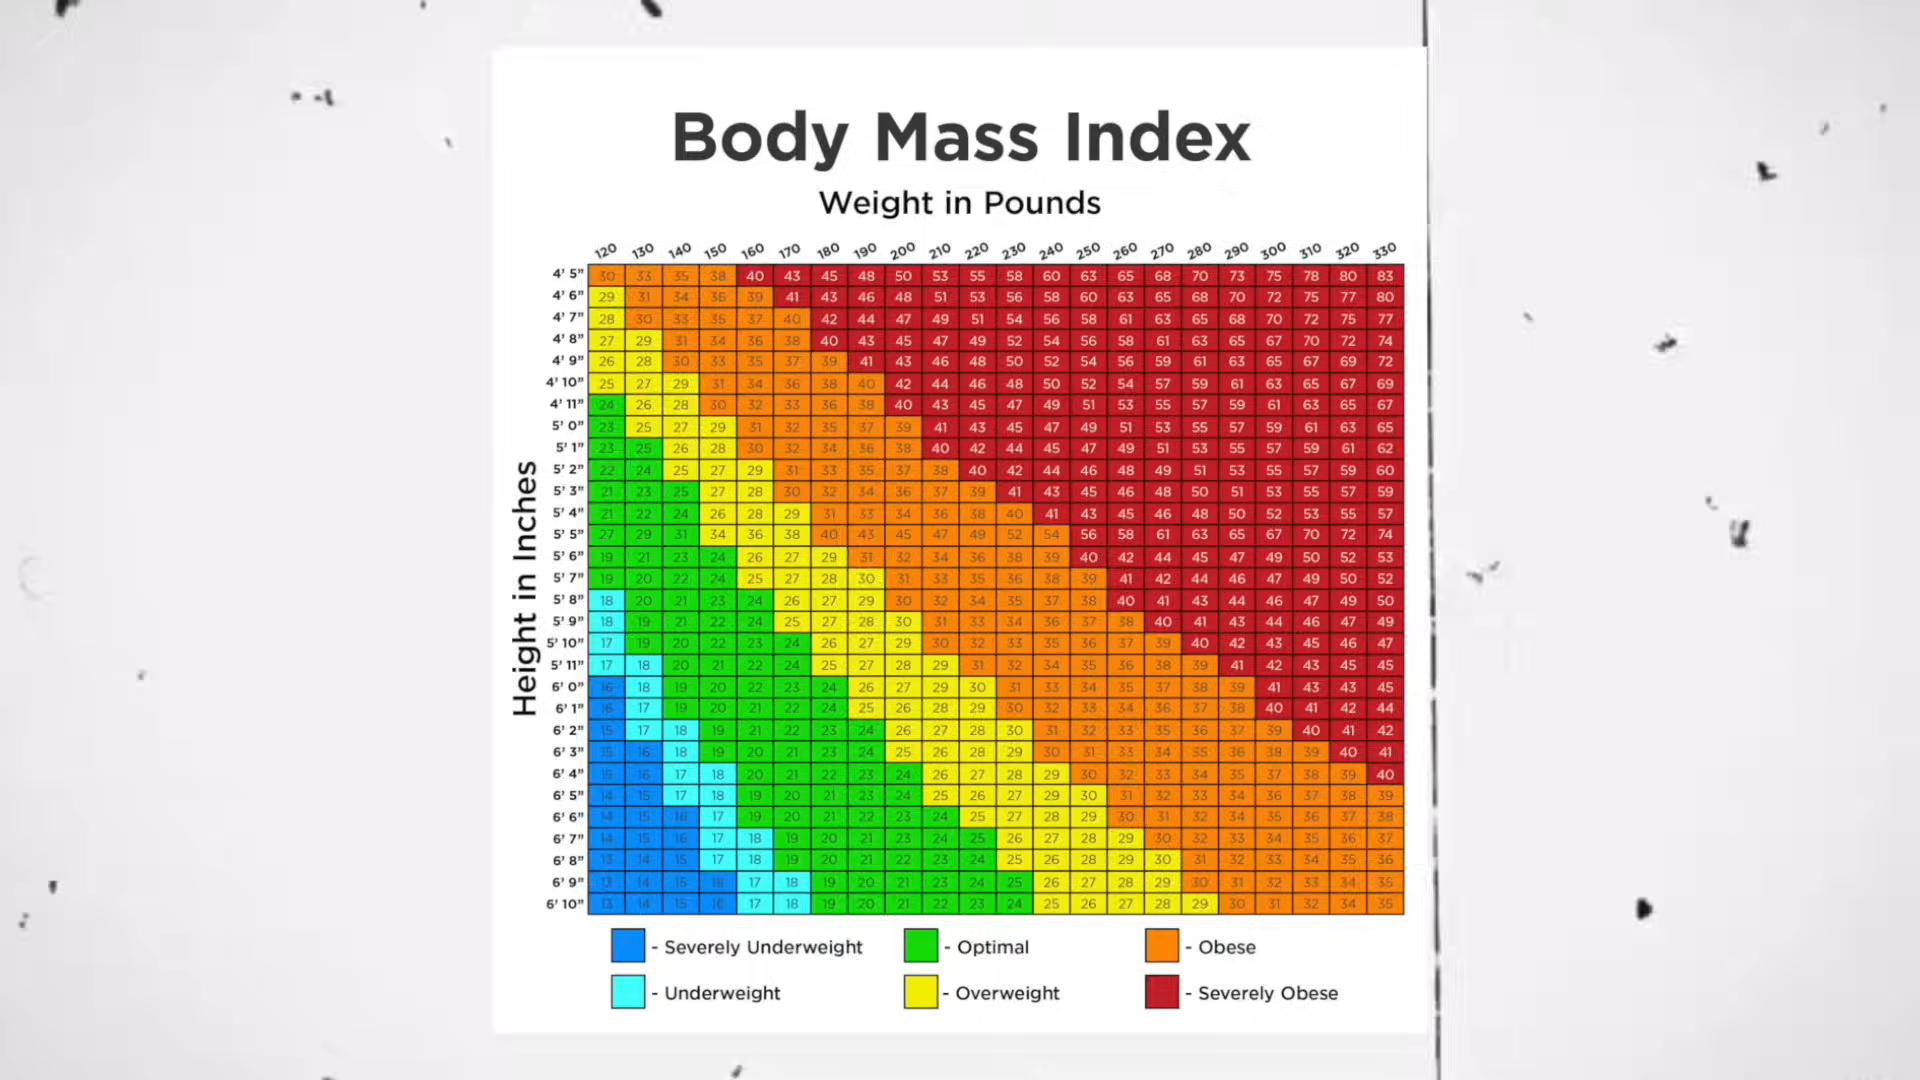 Body Mass Index
Weight in Pounds
120 130 140 150 160 170 180 190 200 210 220 230 240 250 260 270 280 290 300 310 320 330
Height in Inches
4' 5" 30 33 35 38 40 43 45 48 50 53 55 58 60 63 65 68 70 73 75 78 80 83
4' 6" 29 31 34 36 39 41 43 46 48 51 53 56 58 60 63 65 68 70 72 75 77 80
4' 7" 28 30 33 35 37 40 42 44 47 49 51 54 56 58 61 63 65 68 70 72 75 77
4' 8" 27 29 31 34 36 38 40 43 45 47 49 52 54 56 58 61 63 65 67 70 72 74
4' 9" 26 28 30 33 35 37 39 41 43 46 48 50 52 54 56 59 61 63 65 67 69 72
4' 10" 25 27 29 31 34 36 38 40 42 44 46 48 50 52 54 57 59 61 63 65 67 69
4' 11" 24 26 28 30 32 33 36 38 40 43 45 47 49 51 53 55 57 59 61 63 65 67
5' 0" 23 25 27 29 31 32 35 37 39 41 43 45 47 49 51 53 55 57 59 61 63 65
5' 1" 23 25 26 28 30 32 34 36 38 40 42 44 45 47 49 51 53 55 57 59 61 62
5' 2" 22 24 25 27 29 31 33 35 37 38 40 42 44 46 48 49 51 53 55 57 59 60
5' 3" 21 23 25 27 28 30 32 34 36 37 39 41 43 45 46 48 50 51 53 55 57 59
5' 4" 21 22 24 26 28 29 31 33 34 36 38 40 41 43 45 46 48 50 52 53 55 57
5' 5" 27 29 31 34 36 38 40 43 45 47 49 52 54 56 58 61 63 65 67 70 72 74
5' 6" 19 21 23 24 26 27 29 31 32 34 36 38 39 40 42 44 45 47 49 50 52 53
5' 7" 19 20 22 24 25 27 28 30 31 33 35 36 38 39 41 42 44 46 47 49 50 52
5' 8" 18 20 21 23 24 26 27 29 30 32 34 35 37 38 40 41 43 44 46 47 49 50
5' 9" 18 19 21 22 24 25 27 28 30 31 33 34 36 37 38 40 41 43 44 46 47 49
5' 10" 17 19 20 22 23 24 26 27 29 30 32 33 35 36 37 39 40 42 43 45 46 47
5' 11" 17 18 20 21 22 24 25 27 28 29 31 32 34 35 36 38 39 41 42 43 45 45
6' 0" 16 18 19 20 22 23 24 26 27 29 30 31 33 34 35 37 38 39 41 43 43 45
6' 1" 16 17 19 20 21 22 24 25 26 28 29 30 32 33 34 36 37 38 40 41 42 44
6' 2" 15 17 18 19 21 22 23 24 26 27 28 30 31 32 33 35 36 37 39 40 41 42
6' 3" 15 16 18 19 20 21 23 24 25 26 28 29 30 31 33 34 35 36 38 39 40 41
6' 4" 15 16 17 18 20 21 22 23 24 26 27 28 29 30 32 33 34 35 37 38 39 40
6' 5" 14 15 17 18 19 20 21 23 24 25 26 27 29 30 31 32 33 34 36 37 38 39
6' 6" 14 15 16 17 19 20 21 22 23 24 25 27 28 29 30 31 32 34 35 36 37 38
6' 7" 14 15 16 17 18 19 20 21 23 24 25 26 27 28 29 30 32 33 34 35 36 37
6' 8" 13 14 15 17 18 19 20 21 22 23 24 25 26 28 29 30 31 32 33 34 35 36
6' 9" 13 14 15 16 17 18 19 20 21 23 24 25 26 27 28 29 30 31 32 33 34 35
6' 10" 13 14 15 16 17 18 19 20 21 22 23 24 25 26 27 28 29 30 31 32 34 35
- Severely Underweight - Optimal - Obese
- Underweight - Overweight - Severely Obese